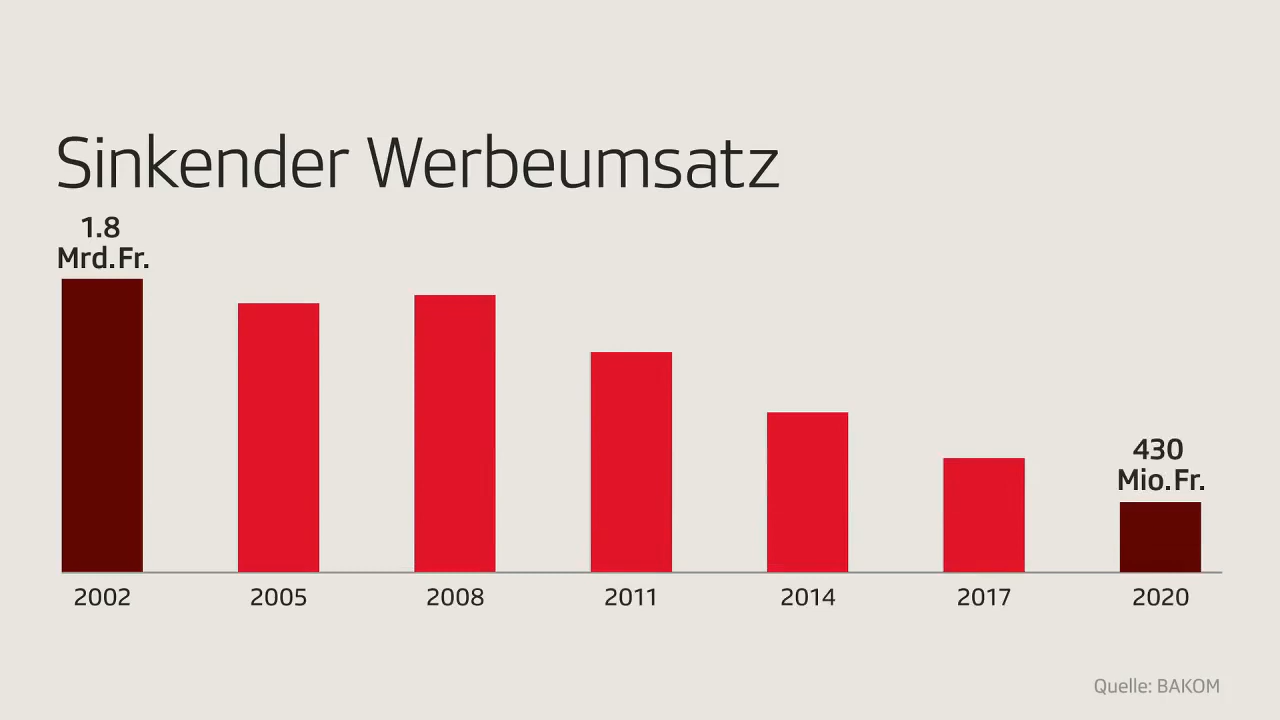 Sinkender Werbeumsatz
1.8
Mrd.Fr.
430
Mio.Fr.
2002 2005 2008 2011 2014 2017 2020
Quelle: BAKOM